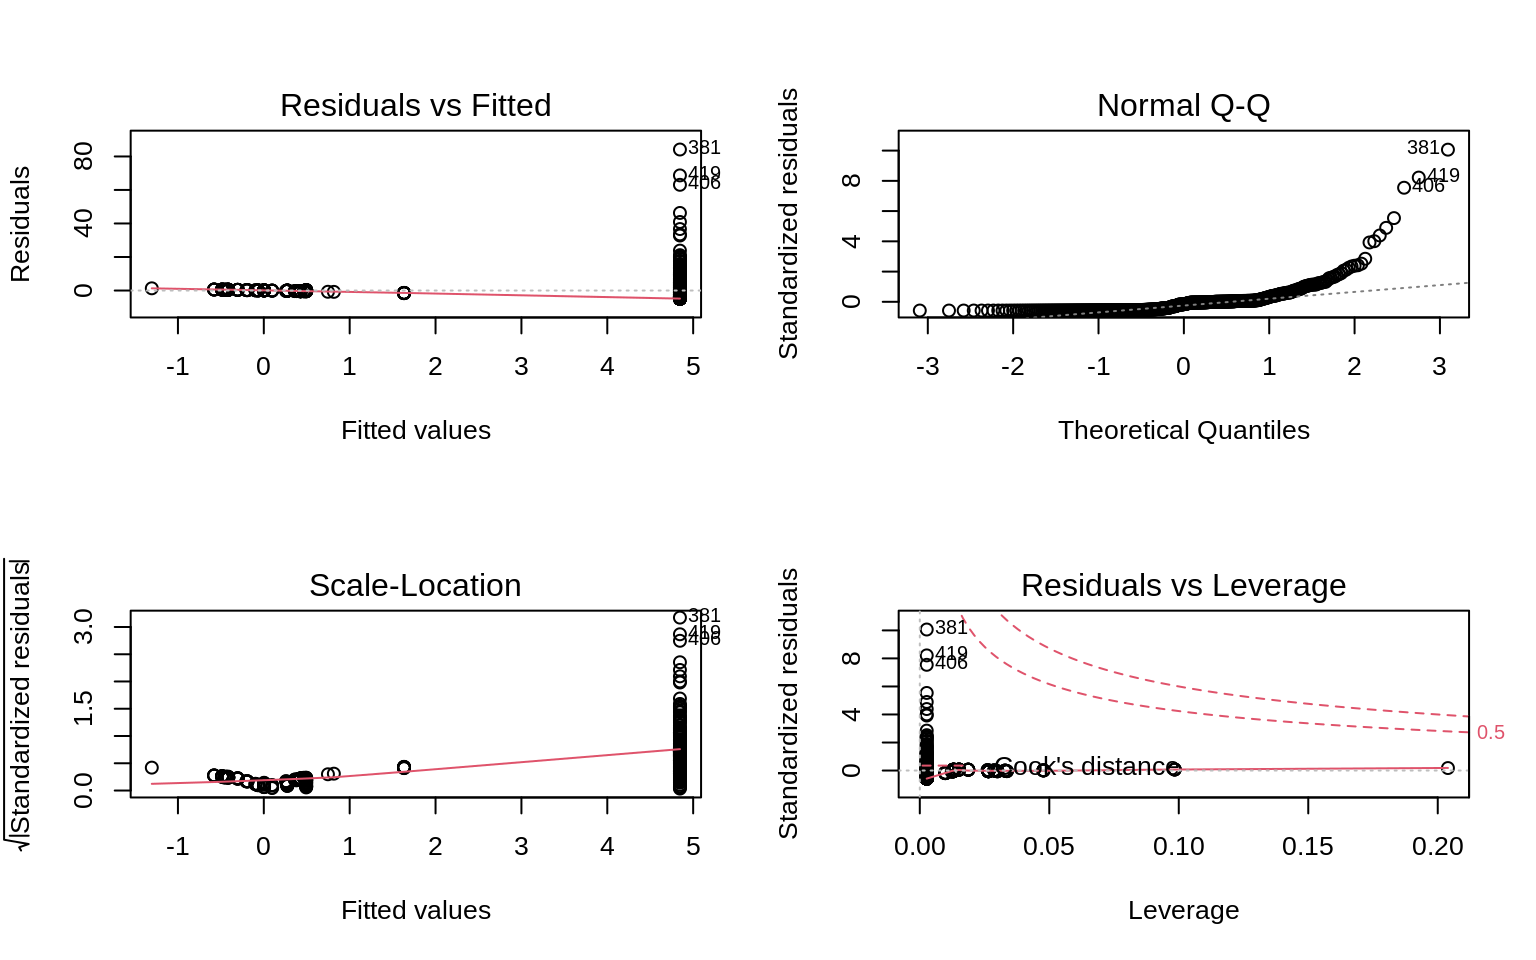 Residuals vs Fitted
Residuals
80
40
0
381
419
406
-1 0 1 2 3 4 5
Fitted values
Normal Q-Q
Standardized residuals
8
4
0
381
419
406
-3 -2 -1 0 1 2 3
Theoretical Quantiles
Scale-Location
√|Standardized residuals|
3.0
1.5
0.0
381
419
406
-1 0 1 2 3 4 5
Fitted values
Residuals vs Leverage
Standardized residuals
8
4
0
381
419
406
0.5
Cook's distance
0.00 0.05 0.10 0.15 0.20
Leverage